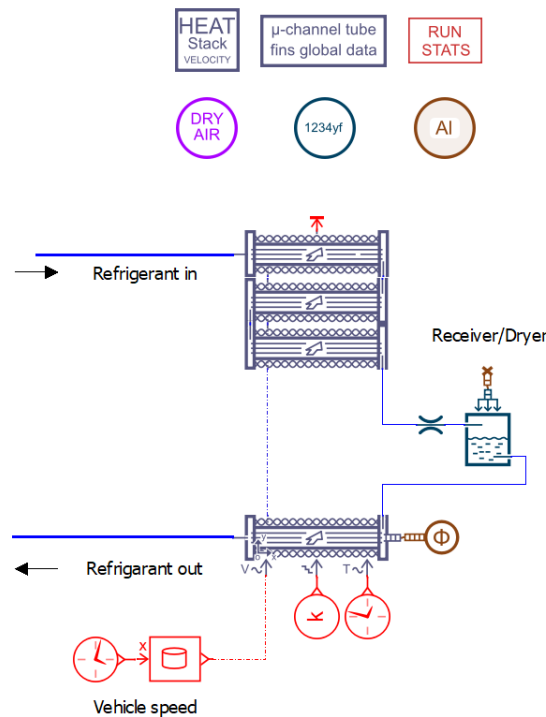 HEAT
Stack
VELOCITY
µ-channel tube
fins global data
RUN
STATS
DRY
AIR
1234yf
AI
Refrigerant in
Receiver/Dryer
Φ
y
o
x
Refrigarant out
V
T
k
x
Vehicle speed